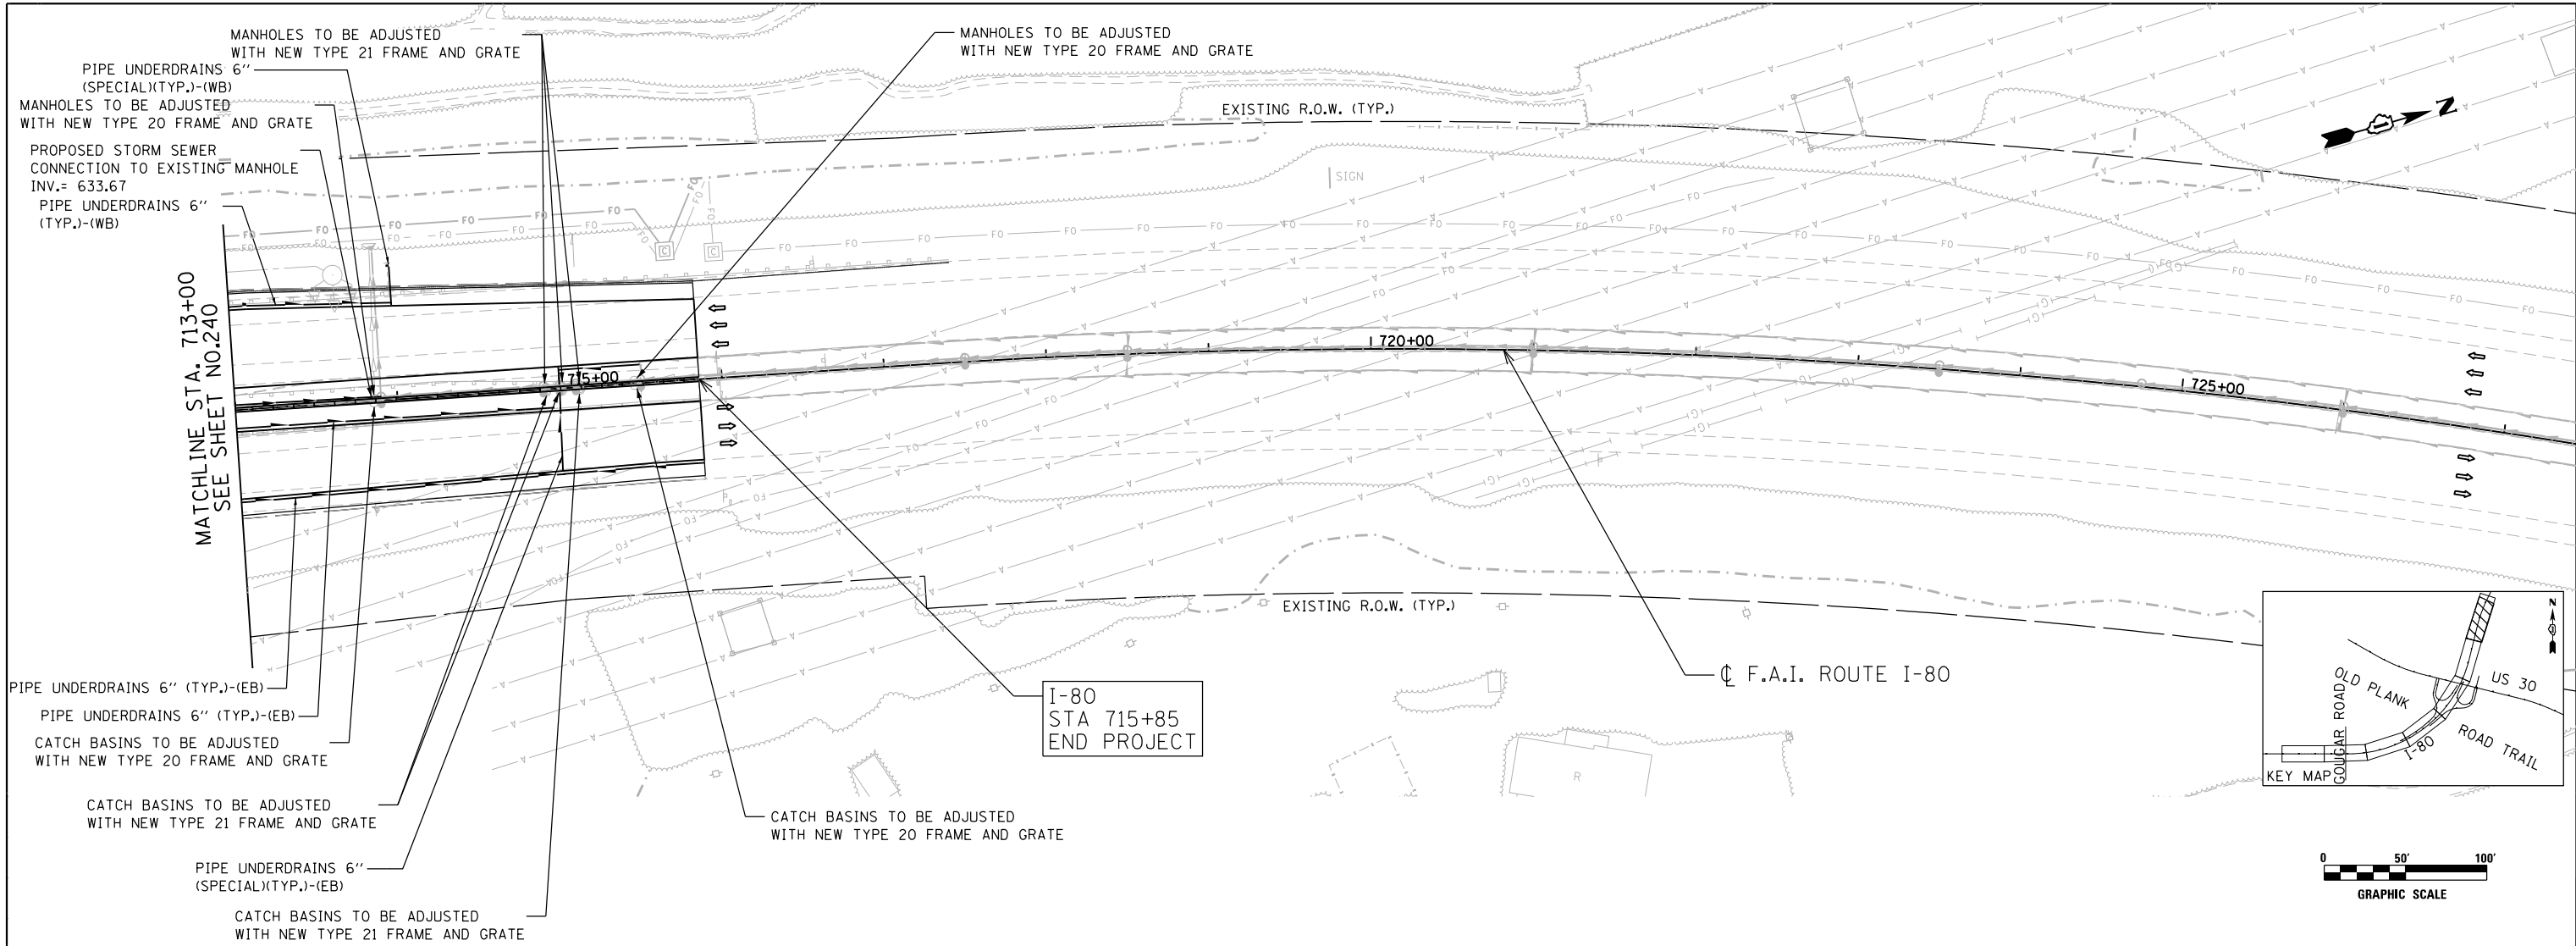 MANHOLES TO BE ADJUSTED
WITH NEW TYPE 21 FRAME AND GRATE
PIPE UNDERDRAINS 6''
(SPECIAL)(TYP.)-(WB)
MANHOLES TO BE ADJUSTED
WITH NEW TYPE 20 FRAME AND GRATE
PROPOSED STORM SEWER
CONNECTION TO EXISTING MANHOLE
INV.= 633.67
PIPE UNDERDRAINS 6''
(TYP.)-(WB)
MANHOLES TO BE ADJUSTED
WITH NEW TYPE 20 FRAME AND GRATE
EXISTING R.O.W. (TYP.)
SIGN
N
MATCHLINE STA. 713+00
SEE SHEET NO.240
715+00
720+00
725+00
EXISTING R.O.W. (TYP.)
℄ F.A.I. ROUTE I-80
I-80
STA 715+85
END PROJECT
PIPE UNDERDRAINS 6'' (TYP.)-(EB)
PIPE UNDERDRAINS 6'' (TYP.)-(EB)
CATCH BASINS TO BE ADJUSTED
WITH NEW TYPE 20 FRAME AND GRATE
CATCH BASINS TO BE ADJUSTED
WITH NEW TYPE 21 FRAME AND GRATE
PIPE UNDERDRAINS 6''
(SPECIAL)(TYP.)-(EB)
CATCH BASINS TO BE ADJUSTED
WITH NEW TYPE 21 FRAME AND GRATE
CATCH BASINS TO BE ADJUSTED
WITH NEW TYPE 20 FRAME AND GRATE
R
N
OLD PLANK
ROAD TRAIL
US 30
GOUGAR ROAD
I-80
KEY MAP
0 50' 100'
GRAPHIC SCALE